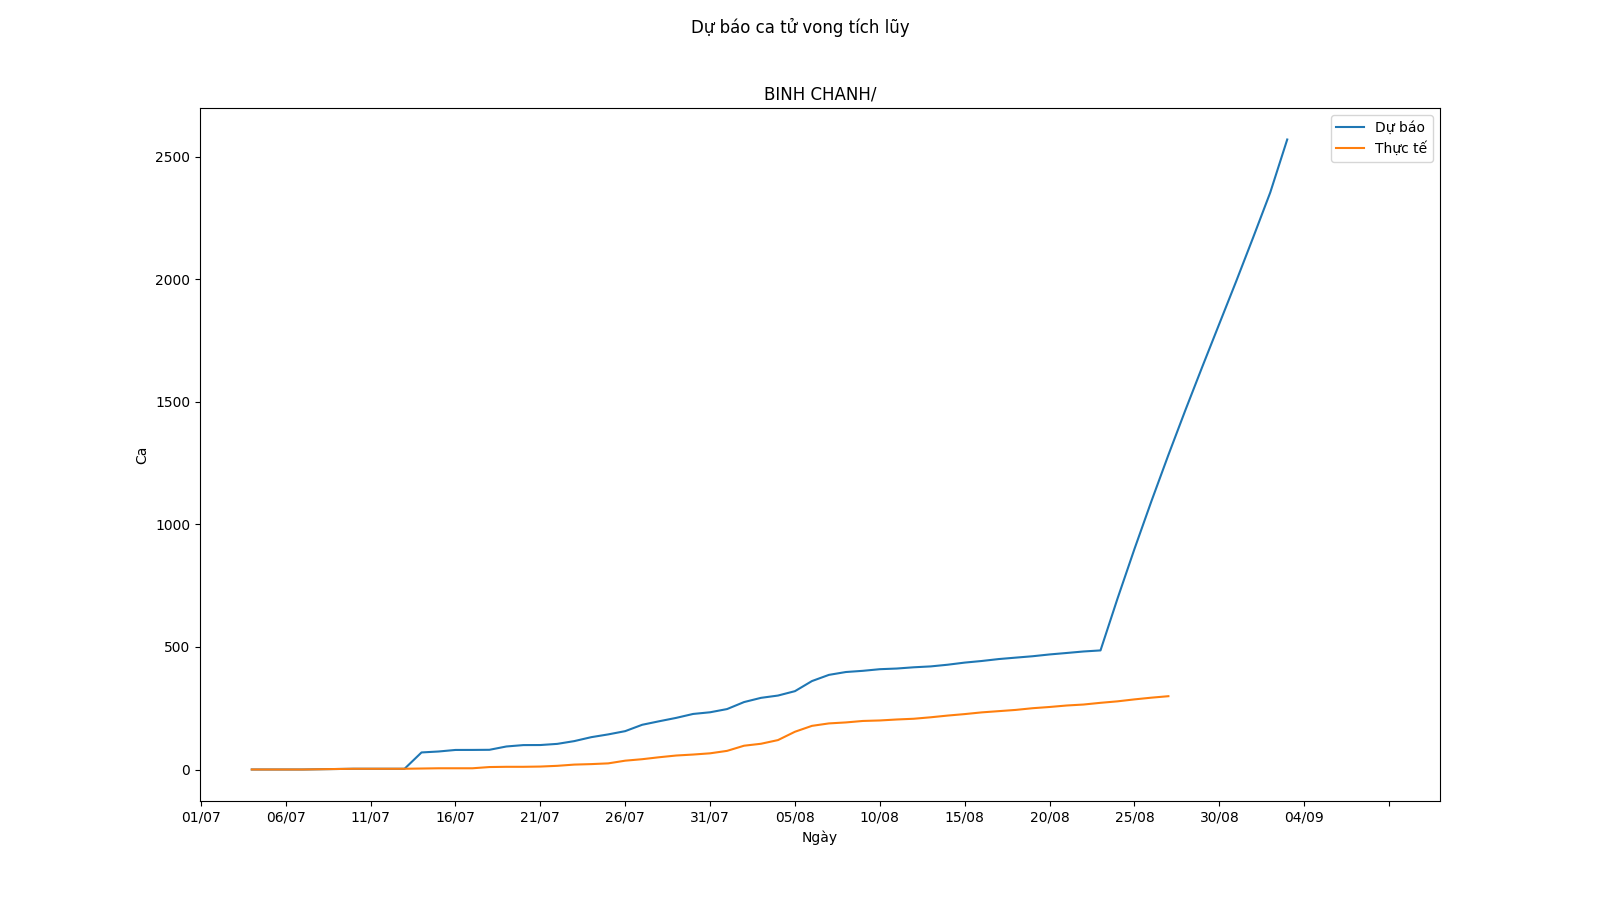 Dự báo ca tử vong tích lũy
BINH CHANH/
Dự báo
Thực tế
2500
2000
1500
1000
500
0
Ca
01/07 06/07 11/07 16/07 21/07 26/07 31/07 05/08 10/08 15/08 20/08 25/08 30/08 04/09
Ngày